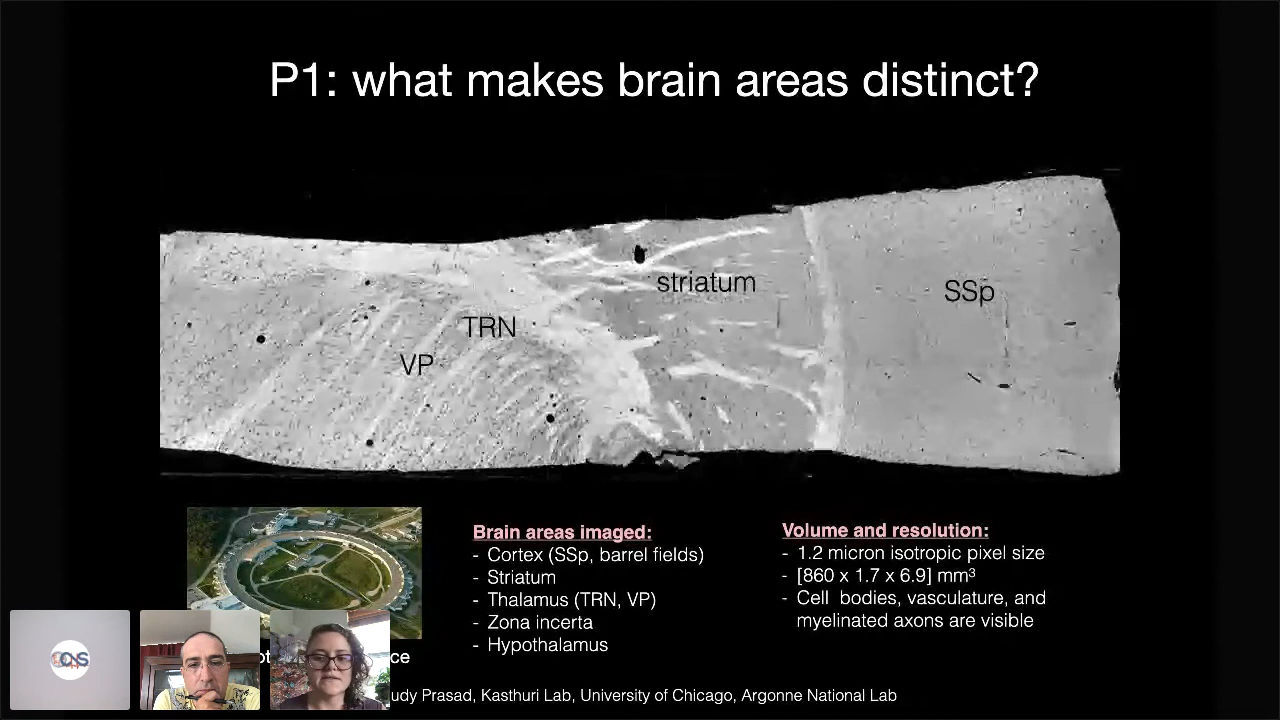 P1: what makes brain areas distinct?
striatum
SSp
TRN
VP
Brain areas imaged:
- Cortex (SSp, barrel fields)
- Striatum
- Thalamus (TRN, VP)
- Zona incerta
- Hypothalamus
Volume and resolution:
- 1.2 micron isotropic pixel size
- [860 x 1.7 x 6.9] mm³
- Cell bodies, vasculature, and
myelinated axons are visible
Prasad, Kasthuri Lab, University of Chicago, Argonne National Lab